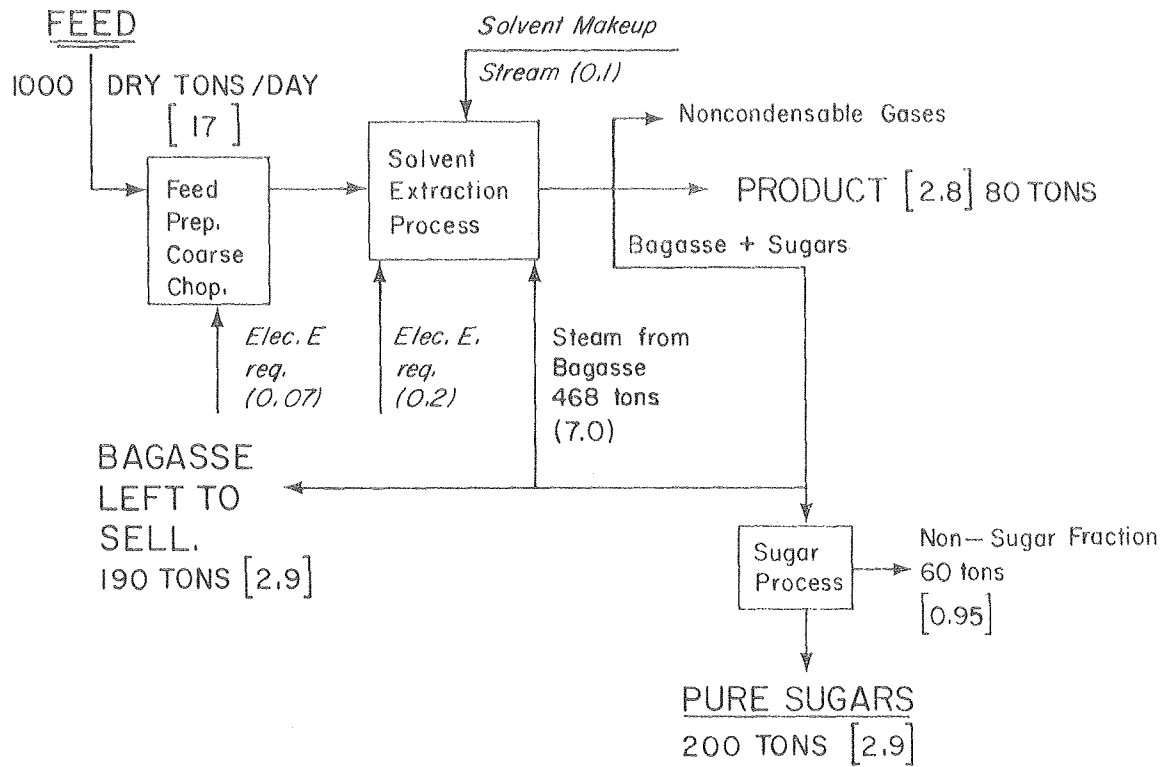 FEED
1000 DRY TONS/DAY
[17]
Feed
Prep.
Coarse
Chop.
Elec. E
req.
(0.07)
Solvent Makeup
Stream (0.1)
Solvent
Extraction
Process
Elec. E.
req.
(0.2)
Steam from
Bagasse
468 tons
(7.0)
Noncondensable Gases
PRODUCT [2.8] 80 TONS
Bagasse + Sugars
BAGASSE
LEFT TO
SELL.
190 TONS [2.9]
Sugar
Process
Non-Sugar Fraction
60 tons
[0.95]
PURE SUGARS
200 TONS [2.9]